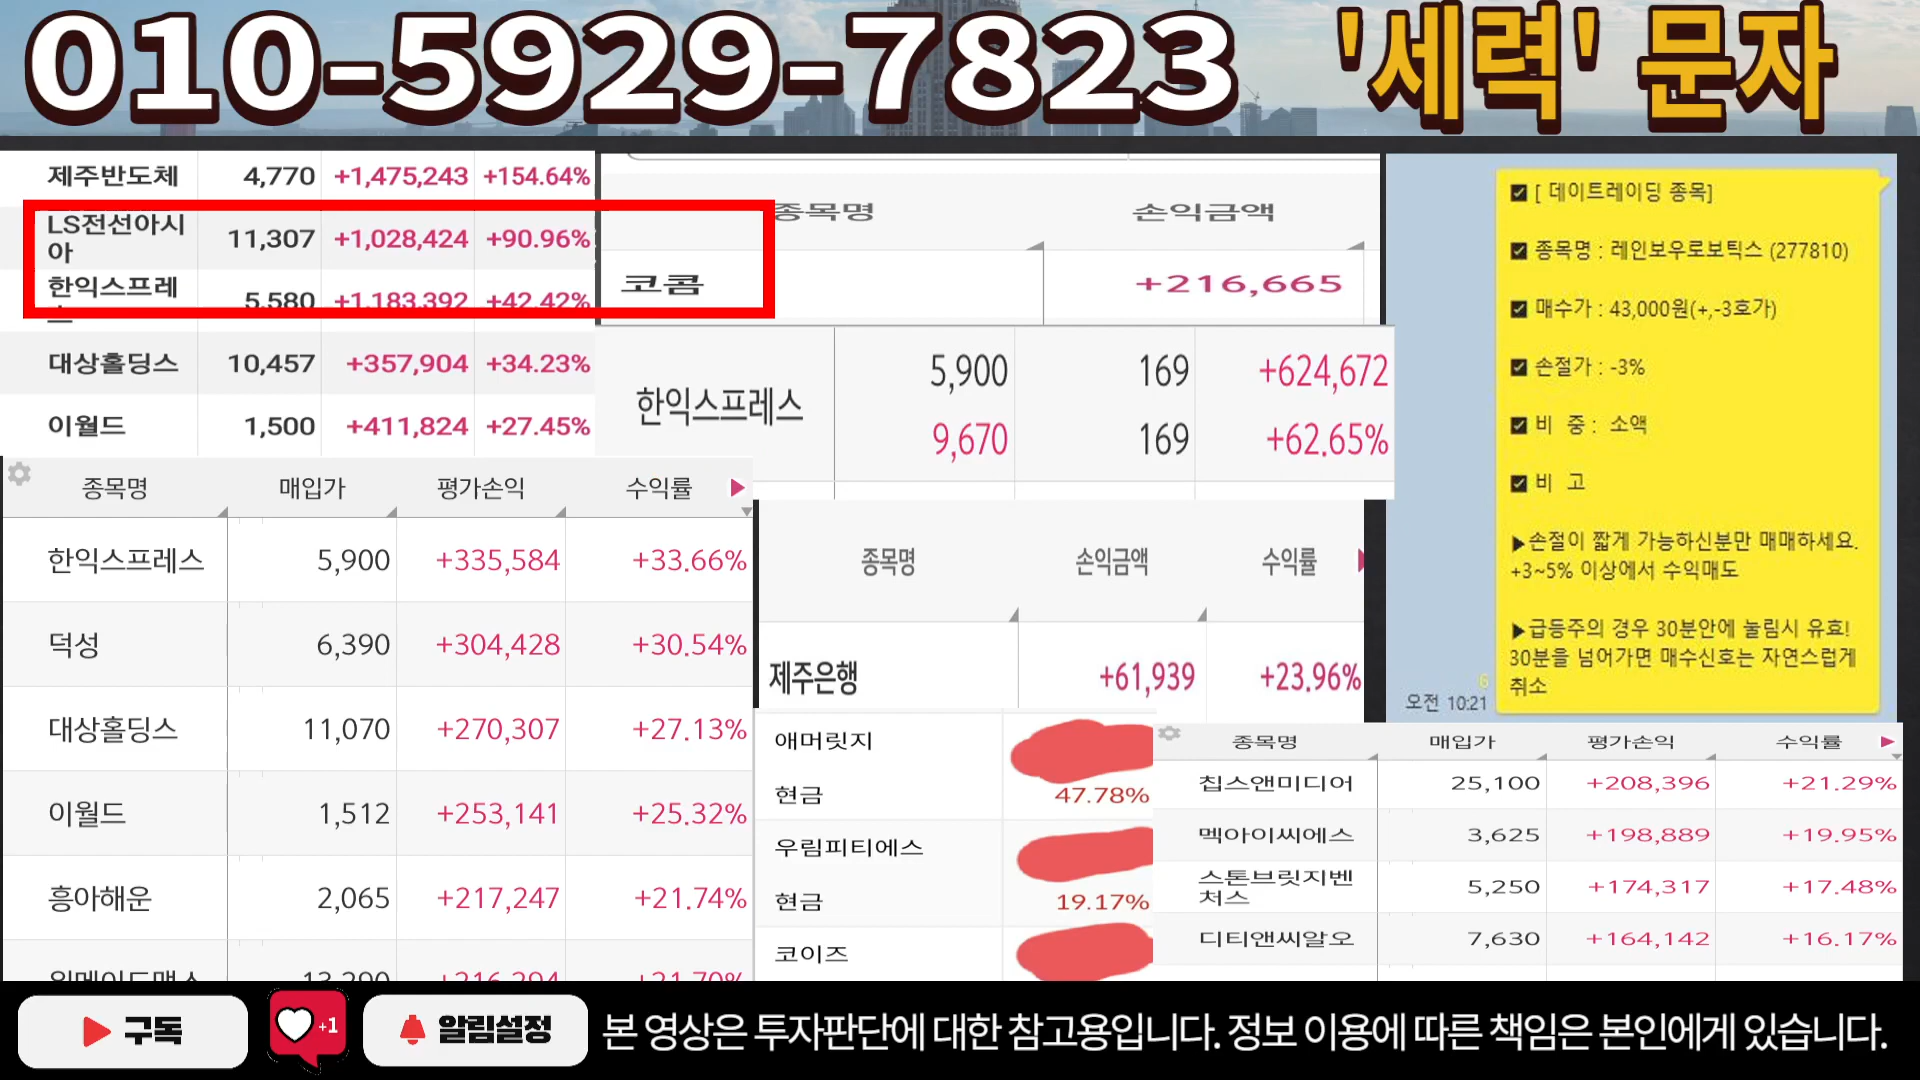 010-5929-7823 '세력' 문자
제주반도체 4,770 +1,475,243 +154.64%
LS전선아시아 11,307 +1,028,424 +90.96%
한익스프레 5,580 +1,183,392 +42.42%
대상홀딩스 10,457 +357,904 +34.23%
이월드 1,500 +411,824 +27.45%
종목명 손익금액
코콤 +216,665
한익스프레스 5,900 169 +624,672
9,670 169 +62.65%
[ 데이트레이딩 종목]
종목명 : 레인보우로보틱스 (277810)
매수가 : 43,000원(+,-3호가)
손절가 : -3%
비 중 : 소액
비 고
▶손절이 짧게 가능하신분만 매매하세요.
+3~5% 이상에서 수익매도
▶급등주의 경우 30분안에 눌림시 유효!
30분을 넘어가면 매수신호는 자연스럽게
취소
6
오전 10:21
종목명 매입가 평가손익 수익률
한익스프레스 5,900 +335,584 +33.66%
덕성 6,390 +304,428 +30.54%
대상홀딩스 11,070 +270,307 +27.13%
이월드 1,512 +253,141 +25.32%
흥아해운 2,065 +217,247 +21.74%
종목명 손익금액 수익률
제주은행 +61,939 +23.96%
애머릿지
현금 47.78%
우림피티에스
현금 19.17%
코이즈
종목명 매입가 평가손익 수익률
칩스앤미디어 25,100 +208,396 +21.29%
멕아이씨에스 3,625 +198,889 +19.95%
스톤브릿지벤처스 5,250 +174,317 +17.48%
디티앤씨알오 7,630 +164,142 +16.17%
구독 +1 알림설정 본 영상은 투자판단에 대한 참고용입니다. 정보 이용에 따른 책임은 본인에게 있습니다.